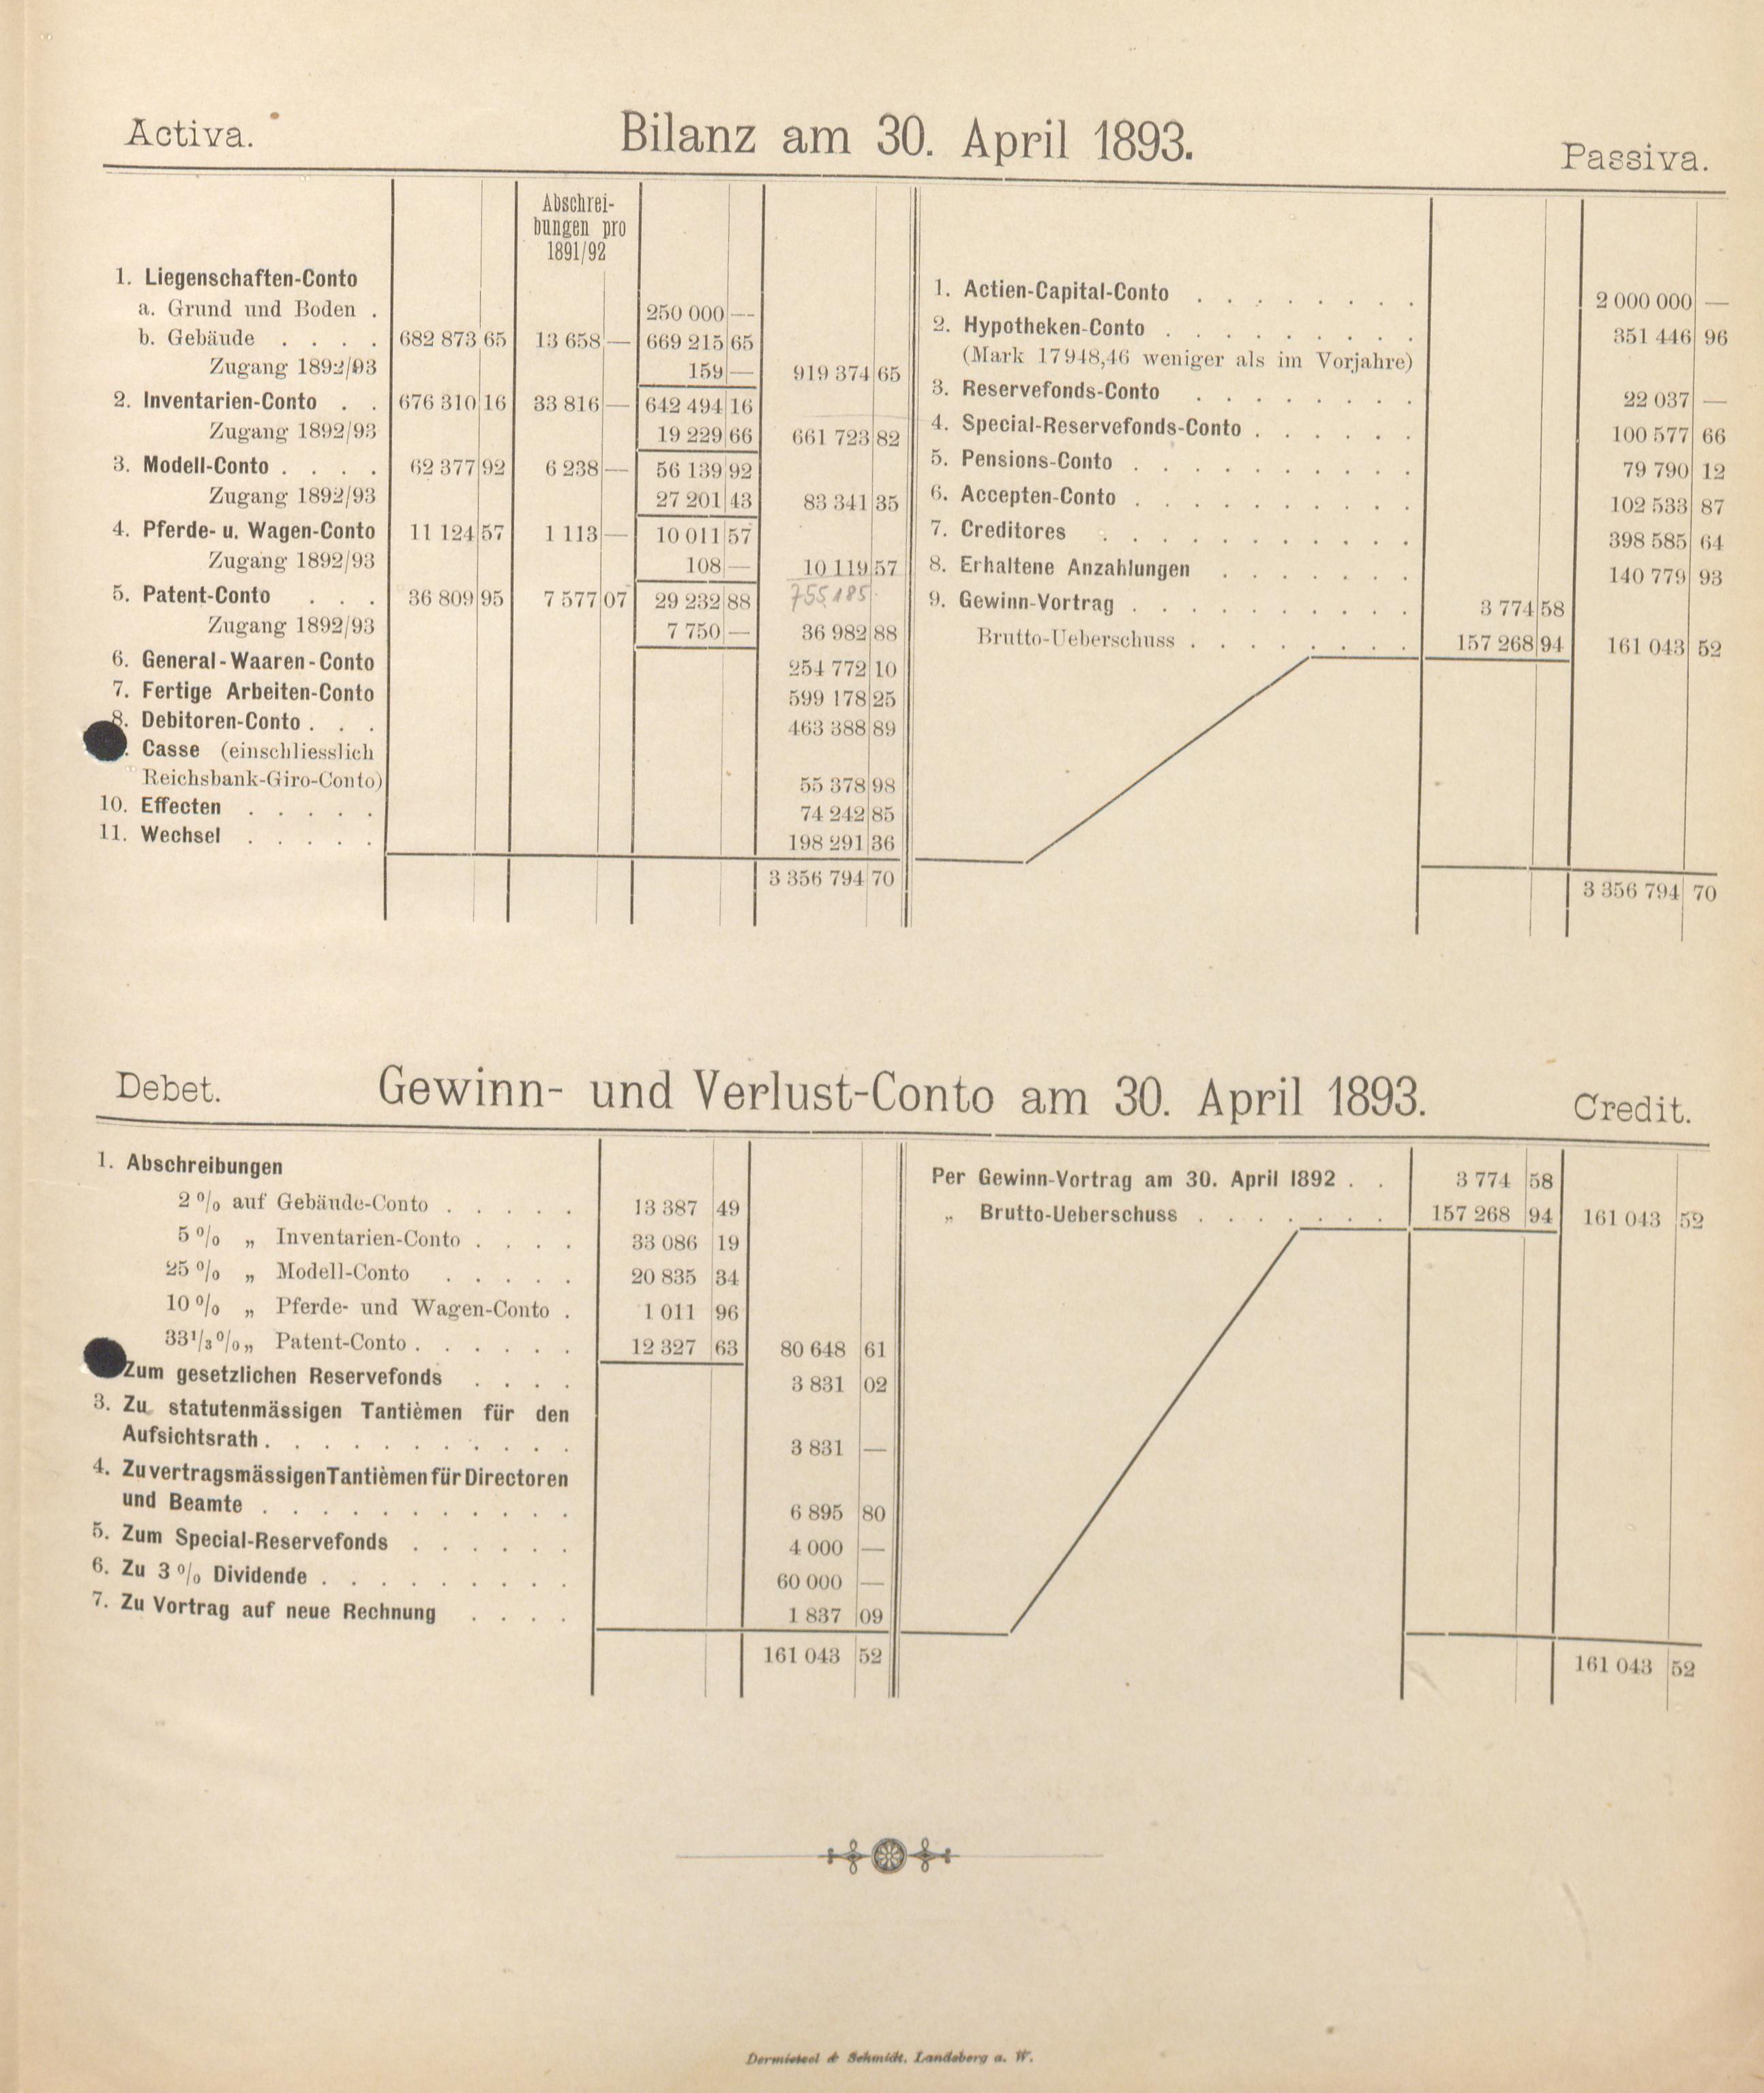 Activa.
Bilanz am 30. April 1893.
Passiva.
Abschrei-
bungen pro
1891/92
1. Liegenschaften-Conto
a. Grund und Boden . 250 000 —
b. Gebäude . . . . 682 873 65 13 658 — 669 215 65
Zugang 1892/93 159 — 919 374 65
2. Inventarien-Conto . . 676 310 16 33 816 — 642 494 16
Zugang 1892/93 19 229 66 661 723 82
3. Modell-Conto . . . . 62 377 92 6 238 — 56 139 92
Zugang 1892/93 27 201 43 83 341 35
4. Pferde- u. Wagen-Conto 11 124 57 1 113 — 10 011 57
Zugang 1892/93 108 — 10 119 57
755 185
5. Patent-Conto . . . 36 809 95 7 577 07 29 232 88
Zugang 1892/93 7 750 — 36 982 88
6. General-Waaren-Conto 254 772 10
7. Fertige Arbeiten-Conto 599 178 25
8. Debitoren-Conto . . . 463 388 89
. Casse (einschliesslich
Reichsbank-Giro-Conto) 55 378 98
10. Effecten . . . . . 74 242 85
11. Wechsel . . . . . 198 291 36
3 356 794 70
1. Actien-Capital-Conto . . . . . . . . 2 000 000 —
2. Hypotheken-Conto . . . . . . . . . 351 446 96
(Mark 17948,46 weniger als im Vorjahre)
3. Reservefonds-Conto . . . . . . . . 22 037 —
4. Special-Reservefonds-Conto . . . . . . 100 577 66
5. Pensions-Conto . . . . . . . . . . 79 790 12
6. Accepten-Conto . . . . . . . . . . 102 533 87
7. Creditores . . . . . . . . . . . 398 585 64
8. Erhaltene Anzahlungen . . . . . . . 140 779 93
9. Gewinn-Vortrag . . . . . . . . . . 3 774 58
Brutto-Ueberschuss . . . . . . . . 157 268 94 161 043 52
3 356 794 70
Debet.
Gewinn- und Verlust-Conto am 30. April 1893.
Credit.
1. Abschreibungen
2 % auf Gebäude-Conto . . . . . 13 387 49
5 % „ Inventarien-Conto . . . . 33 086 19
25 % „ Modell-Conto . . . . . 20 835 34
10 % „ Pferde- und Wagen-Conto . 1 011 96
33 1/3 % „ Patent-Conto . . . . . . 12 327 63 80 648 61
Zum gesetzlichen Reservefonds . . . . 3 831 02
3. Zu statutenmässigen Tantièmen für den
Aufsichtsrath . . . . . . . . . . . 3 831 —
4. Zu vertragsmässigen Tantièmen für Directoren
und Beamte . . . . . . . . . . . 6 895 80
5. Zum Special-Reservefonds . . . . . . 4 000 —
6. Zu 3 % Dividende . . . . . . . . . 60 000 —
7. Zu Vortrag auf neue Rechnung . . . . 1 837 09
161 043 52
Per Gewinn-Vortrag am 30. April 1892 . . 3 774 58
„ Brutto-Ueberschuss . . . . . . . 157 268 94 161 043 52
161 043 52
& Schmidt, Landsberg a. W.